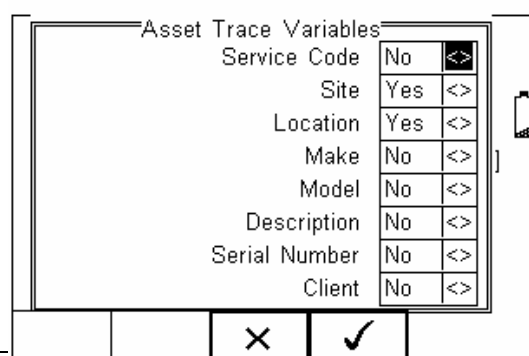 Asset Trace Variables
Service Code No <>
Site Yes <>
Location Yes <>
Make No <>
Model No <>
Description No <>
Serial Number No <>
Client No <>